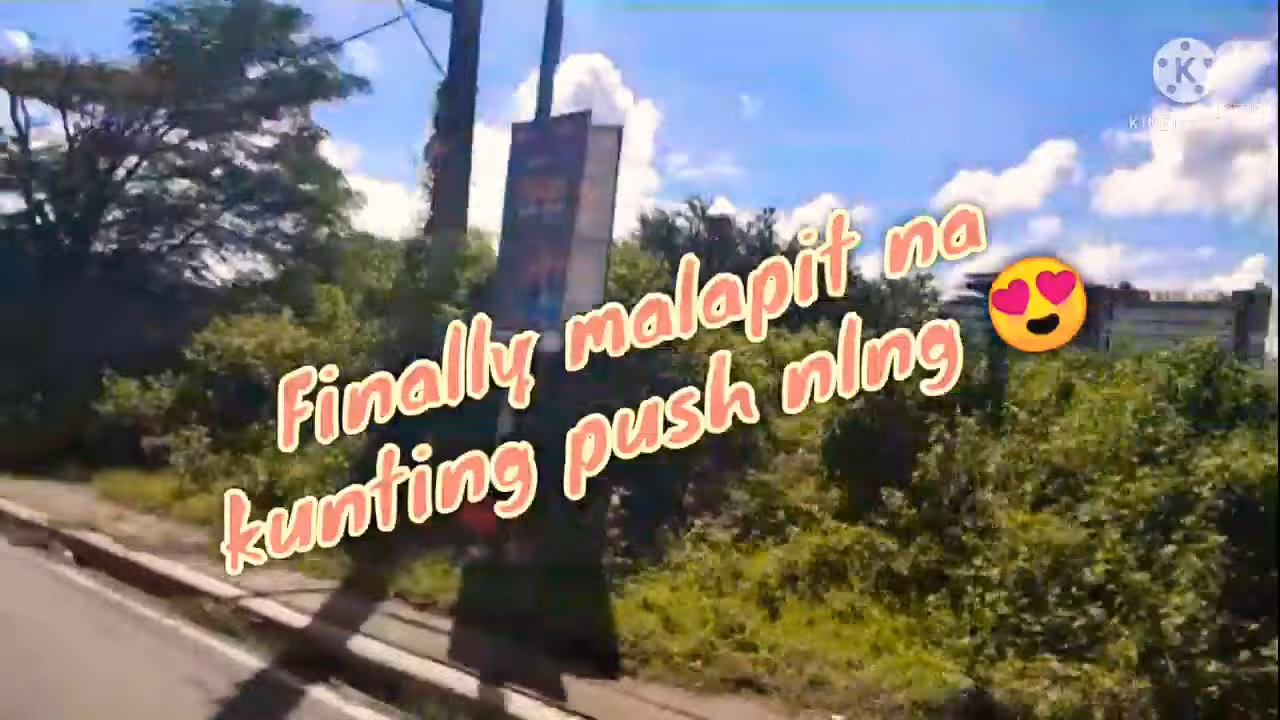 Finally malapit na
kunting push nlng 😍
K